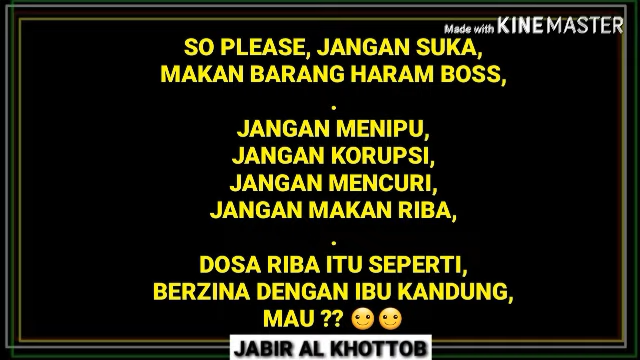 Made with KINEMASTER
SO PLEASE, JANGAN SUKA,
MAKAN BARANG HARAM BOSS,
.
JANGAN MENIPU,
JANGAN KORUPSI,
JANGAN MENCURI,
JANGAN MAKAN RIBA,
.
DOSA RIBA ITU SEPERTI,
BERZINA DENGAN IBU KANDUNG,
MAU ?? 🙂🙂
JABIR AL KHOTTOB